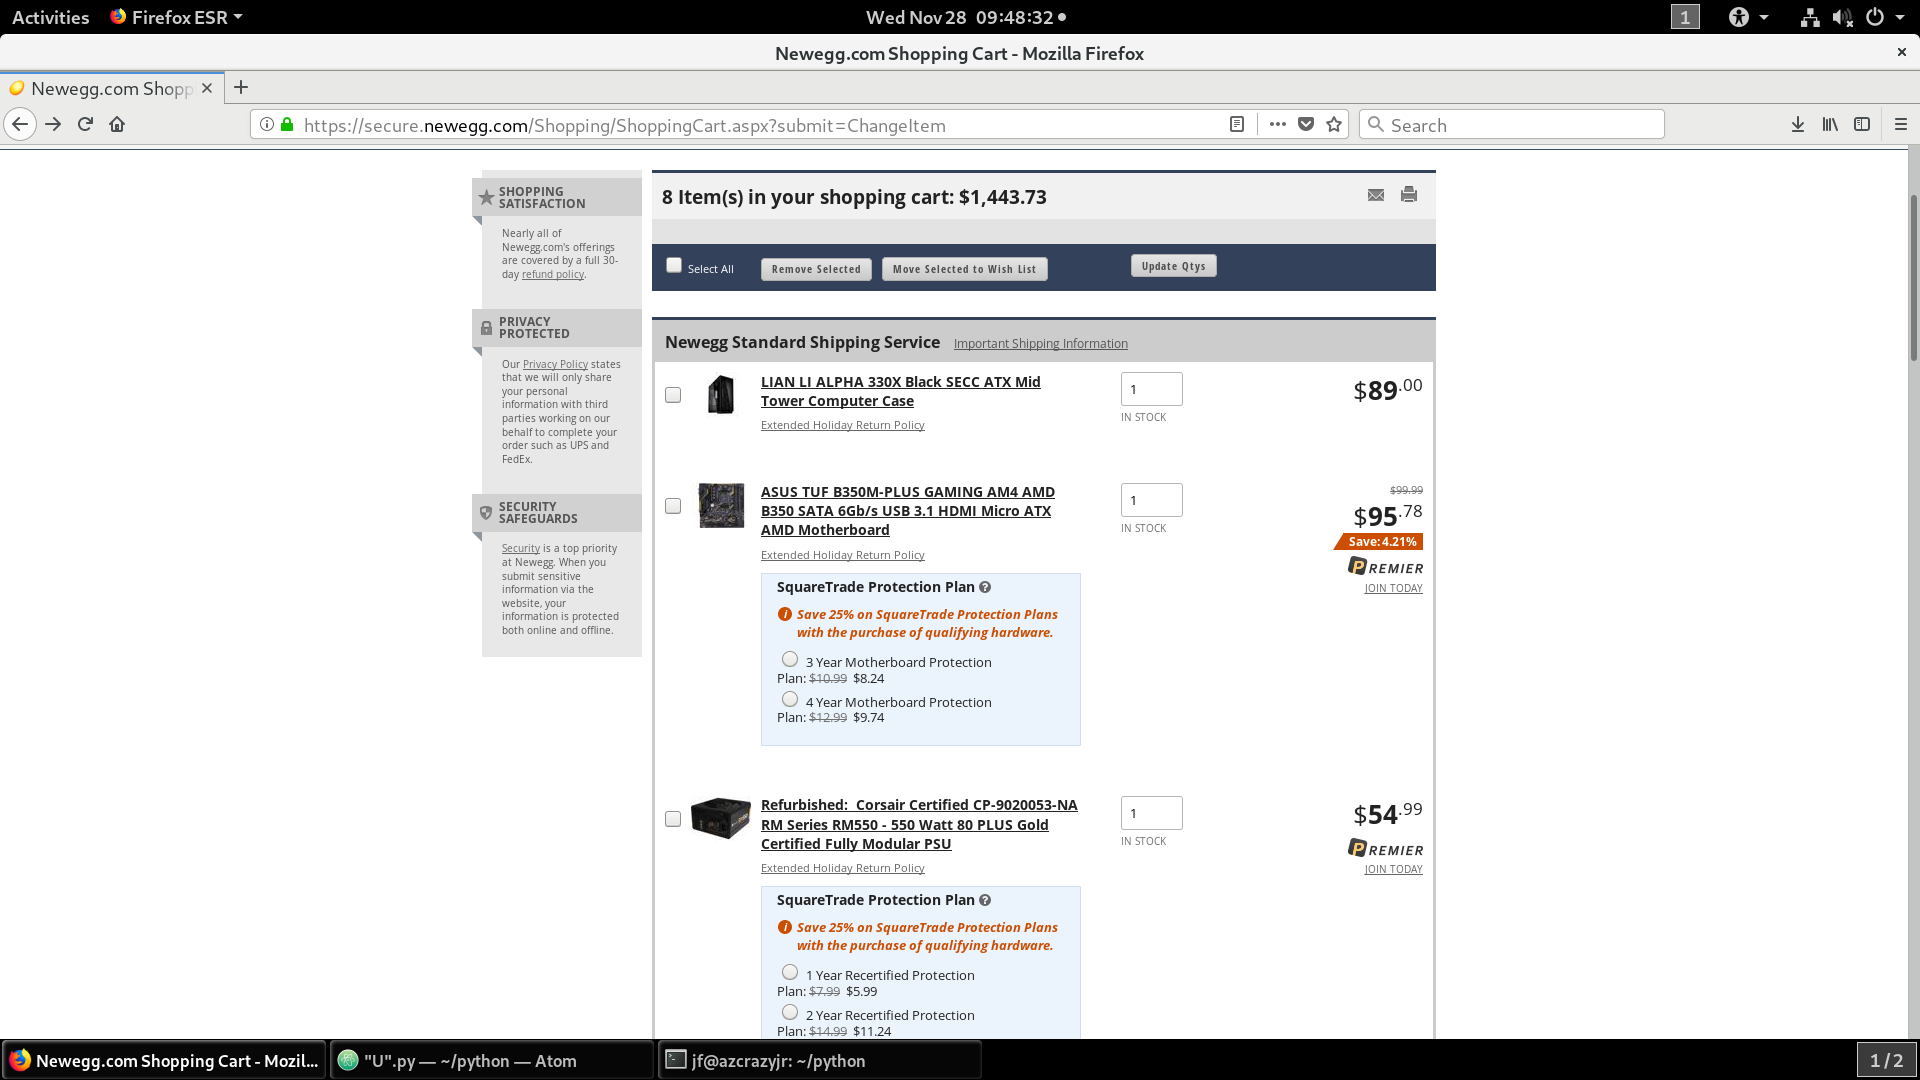 Activities Firefox ESR Wed Nov 28 09:48:32 1
Newegg.com Shopping Cart - Mozilla Firefox
Newegg.com Shopp
https://secure.newegg.com/Shopping/ShoppingCart.aspx?submit=ChangeItem Search
SHOPPING
SATISFACTION
Nearly all of
Newegg.com's offerings
are covered by a full 30-
day refund policy.
PRIVACY
PROTECTED
Our Privacy Policy states
that we will only share
your personal
information with third
parties working on our
behalf to complete your
order such as UPS and
FedEx.
SECURITY
SAFEGUARDS
Security is a top priority
at Newegg. When you
submit sensitive
information via the
website, your
information is protected
both online and offline.
8 Item(s) in your shopping cart: $1,443.73
Select All Remove Selected Move Selected to Wish List Update Qtys
Newegg Standard Shipping Service Important Shipping Information
LIAN LI ALPHA 330X Black SECC ATX Mid
Tower Computer Case
Extended Holiday Return Policy
1
IN STOCK
$89.00
ASUS TUF B350M-PLUS GAMING AM4 AMD
B350 SATA 6Gb/s USB 3.1 HDMI Micro ATX
AMD Motherboard
Extended Holiday Return Policy
1
IN STOCK
$99.99
$95.78
Save: 4.21%
PREMIER
JOIN TODAY
SquareTrade Protection Plan ?
i Save 25% on SquareTrade Protection Plans
with the purchase of qualifying hardware.
3 Year Motherboard Protection
Plan: $10.99 $8.24
4 Year Motherboard Protection
Plan: $12.99 $9.74
Refurbished: Corsair Certified CP-9020053-NA
RM Series RM550 - 550 Watt 80 PLUS Gold
Certified Fully Modular PSU
Extended Holiday Return Policy
1
IN STOCK
$54.99
PREMIER
JOIN TODAY
SquareTrade Protection Plan ?
i Save 25% on SquareTrade Protection Plans
with the purchase of qualifying hardware.
1 Year Recertified Protection
Plan: $7.99 $5.99
2 Year Recertified Protection
Plan: $14.99 $11.24
Newegg.com Shopping Cart - Mozil... "U".py — ~/python — Atom jf@azcrazyjr: ~/python 1 / 2